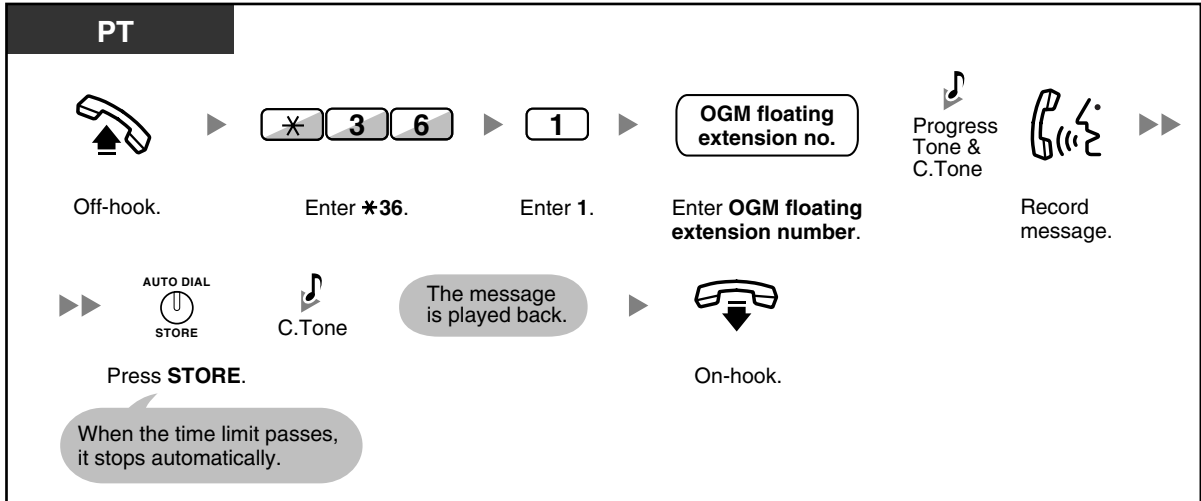 PT
✳ 3 6
1
OGM floating
extension no.
Progress
Tone &
C.Tone
Off-hook.
Enter ✳36.
Enter 1.
Enter OGM floating
extension number.
Record
message.
AUTO DIAL
STORE
C.Tone
The message
is played back.
Press STORE.
On-hook.
When the time limit passes,
it stops automatically.